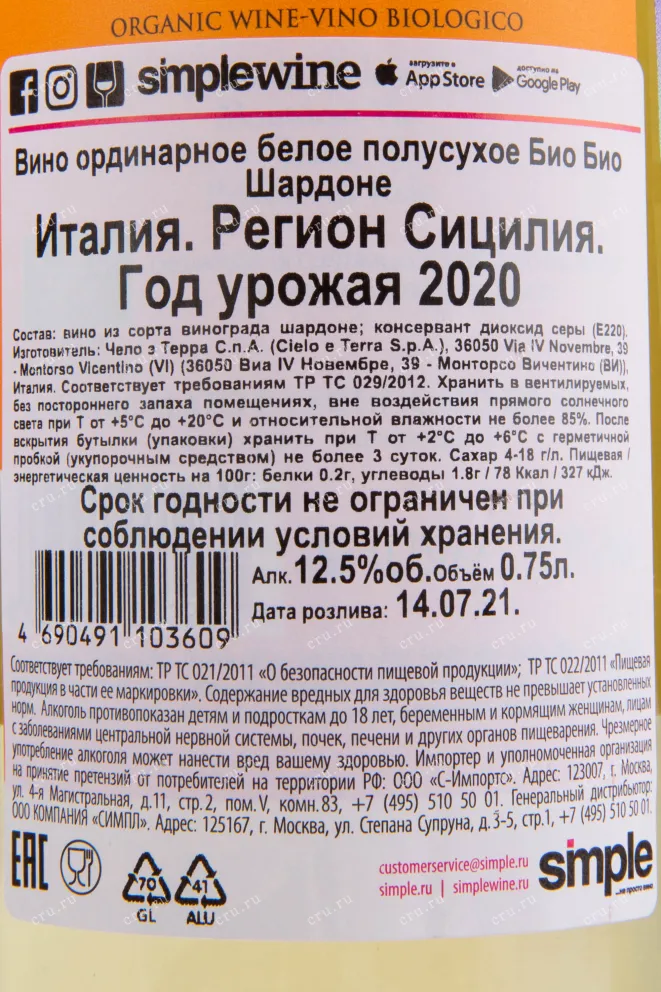 ORGANIC WINE-VINO BIOLOGICO
simplewine загрузите в App Store доступно на Google Play
Вино ординарное белое полусухое Био Био
Шардоне
Италия. Регион Сицилия.
Год урожая 2020
Состав: вино из сорта винограда шардоне; консервант диоксид серы (Е220).
Изготовитель: Чело э Терра С.п.А. (Cielo e Terra S.p.A.), 36050 Via IV Novembre, 39
- Montorso Vicentino (VI) (36050 Виа IV Новембре, 39 - Монторсо Вичентино (ВИ)),
Италия. Соответствует требованиям ТР ТС 029/2012. Хранить в вентилируемых,
без постороннего запаха помещениях, вне воздействия прямого солнечного
света при Т от +5°С до +20°С и относительной влажности не более 85%. После
вскрытия бутылки (упаковки) хранить при Т от +2°С до +6°С с герметичной
пробкой (укупорочным средством) не более 3 суток. Сахар 4-18 г/л. Пищевая /
энергетическая ценность на 100г: белки 0.2г, углеводы 1.8г / 78 Ккал / 327 кДж.
Срок годности не ограничен при
соблюдении условий хранения.
Алк.12.5%об.Объём 0.75л.
Дата розлива: 14.07.21.
4 690491 103609
Соответствует требованиям: ТР ТС 021/2011 «О безопасности пищевой продукции»; ТР ТС 022/2011 «Пищевая
продукция в части ее маркировки». Содержание вредных для здоровья веществ не превышает установленных
норм. Алкоголь противопоказан детям и подросткам до 18 лет, беременным и кормящим женщинам, лицам
с заболеваниями центральной нервной системы, почек, печени и других органов пищеварения. Чрезмерное
употребление алкоголя может нанести вред вашему здоровью. Импортер и уполномоченная организация
на принятие претензий от потребителей на территории РФ: ООО «С-Импортс». Адрес: 123007, г. Москва,
ул. 4-я Магистральная, д.11, стр.2, пом.V, комн.83, +7 (495) 510 50 01. Генеральный дистрибьютор:
ООО КОМПАНИЯ «СИМПЛ». Адрес: 125167, г. Москва, ул. Степана Супруна, д.3-5, стр.1, +7 (495) 510 50 01.
EAC
70
GL
41
ALU
customerservice@simple.ru
simple.ru | simplewine.ru
simple
...не просто вино